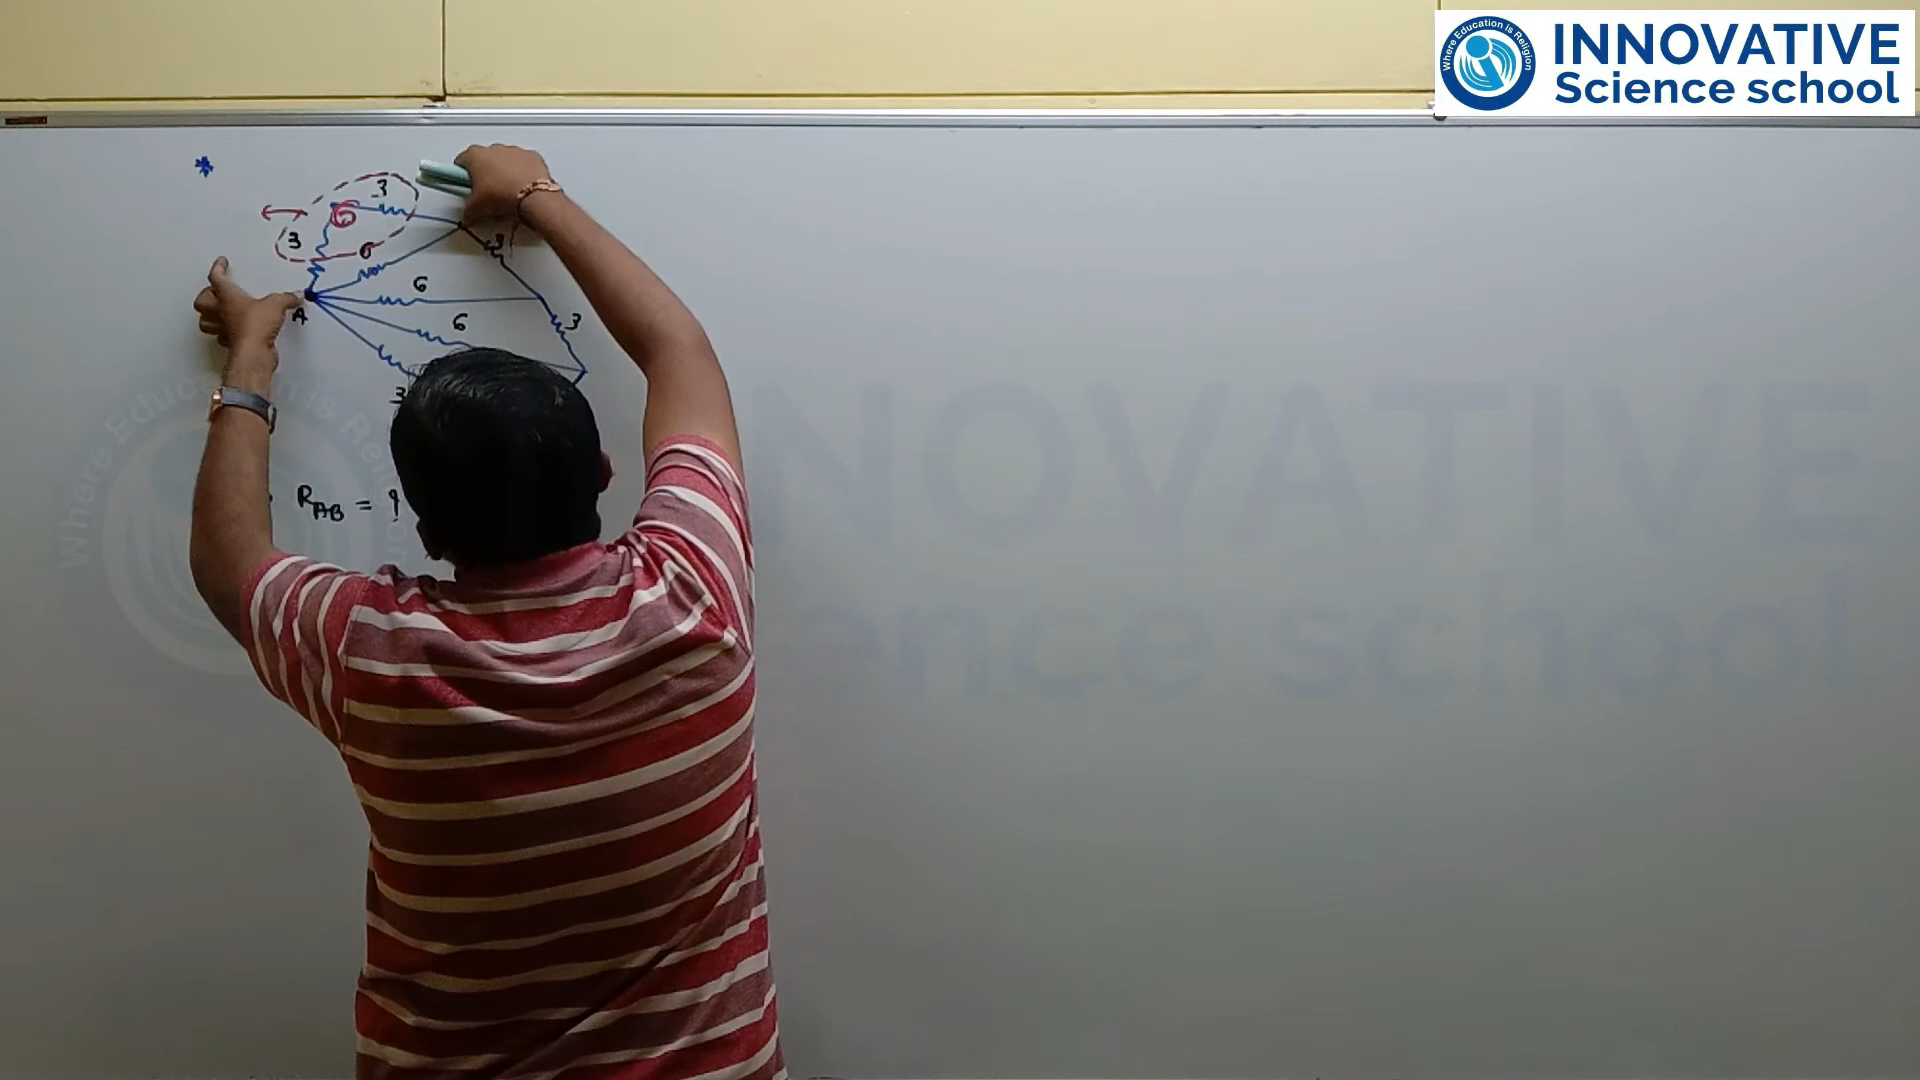 Where Education is Religion
INNOVATIVE
Science school
*
3
6
3
6
3
6
A
6
3
3
R_AB = ?